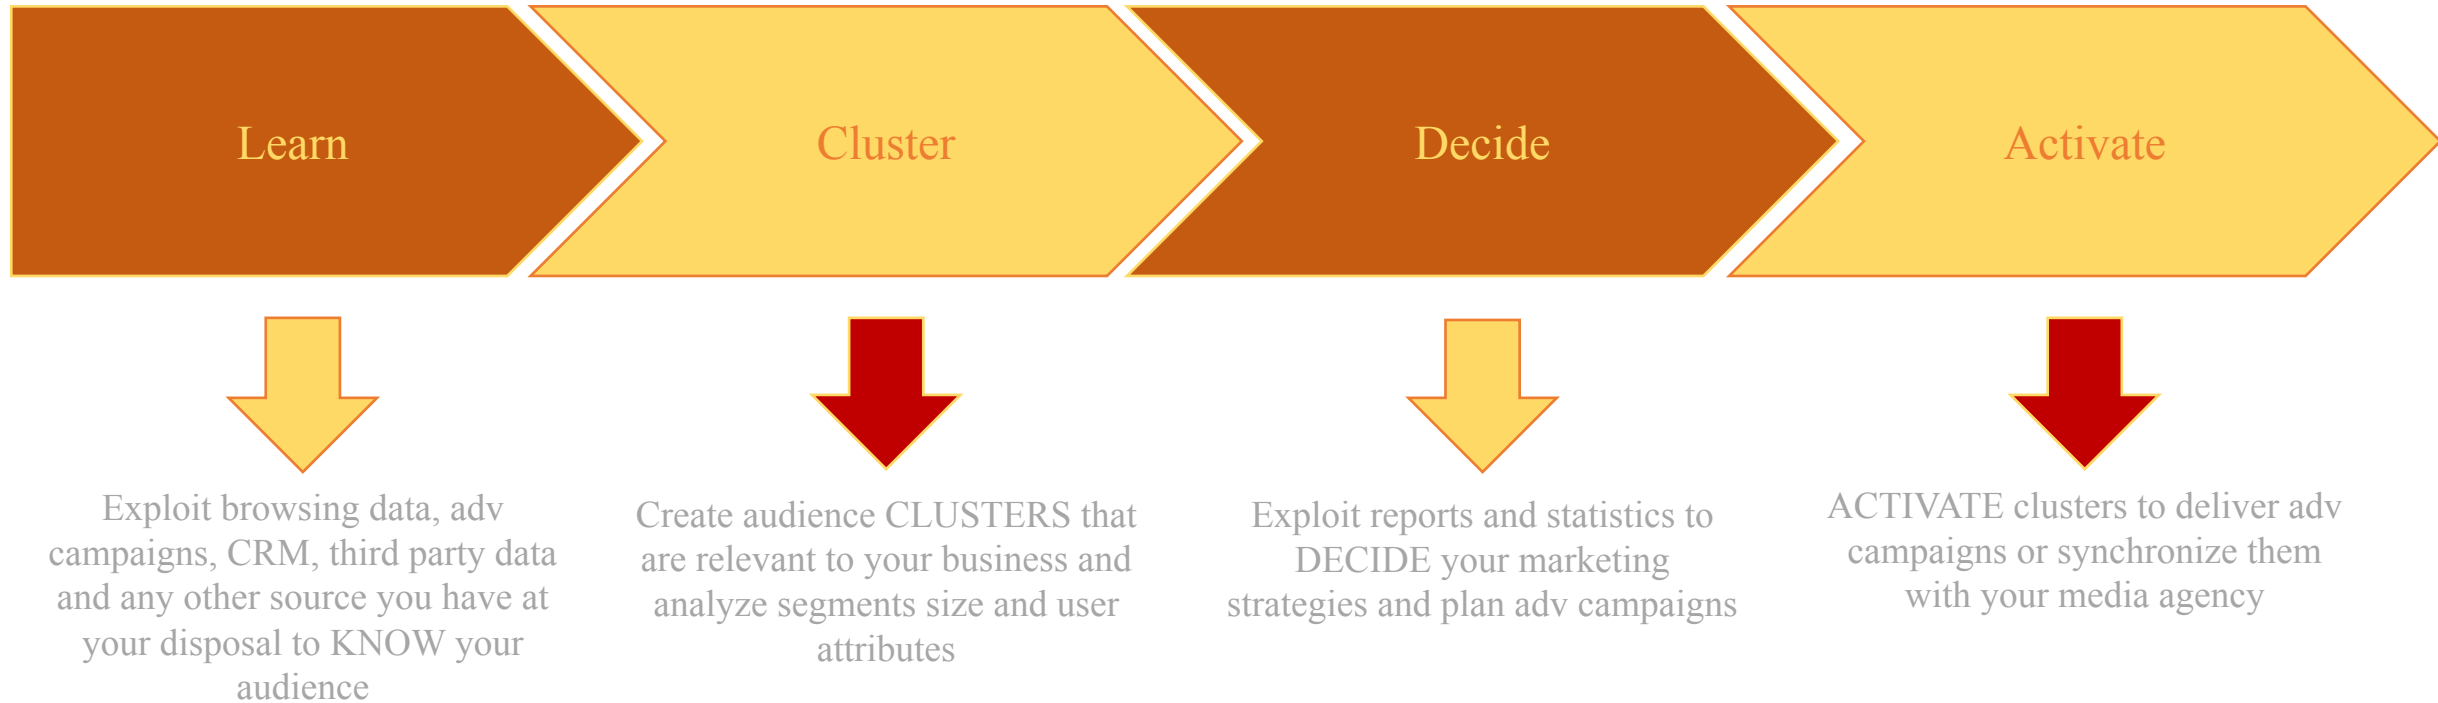 Learn
Cluster
Decide
Activate
Exploit browsing data, adv
campaigns, CRM, third party data
and any other source you have at
your disposal to KNOW your
audience
Create audience CLUSTERS that
are relevant to your business and
analyze segments size and user
attributes
Exploit reports and statistics to
DECIDE your marketing
strategies and plan adv campaigns
ACTIVATE clusters to deliver adv
campaigns or synchronize them
with your media agency